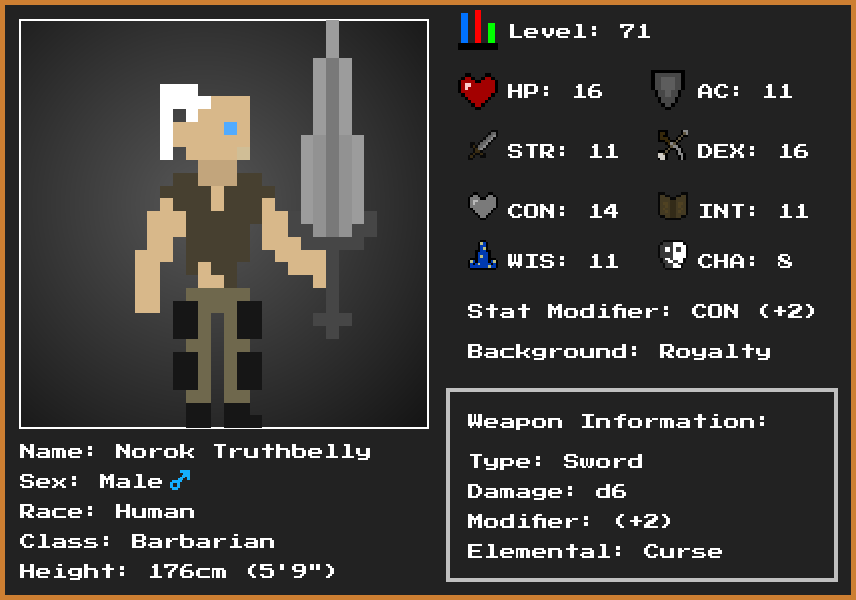 Level: 71
HP: 16 AC: 11
STR: 11 DEX: 16
CON: 14 INT: 11
WIS: 11 CHA: 8
Stat Modifier: CON (+2)
Background: Royalty
Weapon Information:
Type: Sword
Damage: d6
Modifier: (+2)
Elemental: Curse
Name: Norok Truthbelly
Sex: Male ♂
Race: Human
Class: Barbarian
Height: 176cm (5'9")